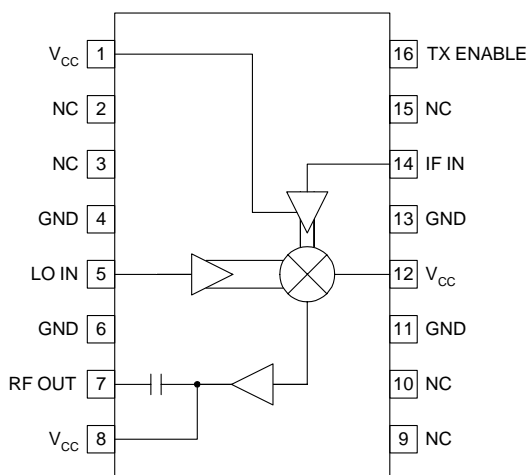 V_CC 1
NC 2
NC 3
GND 4
LO IN 5
GND 6
RF OUT 7
V_CC 8
16 TX ENABLE
15 NC
14 IF IN
13 GND
12 V_CC
11 GND
10 NC
9 NC